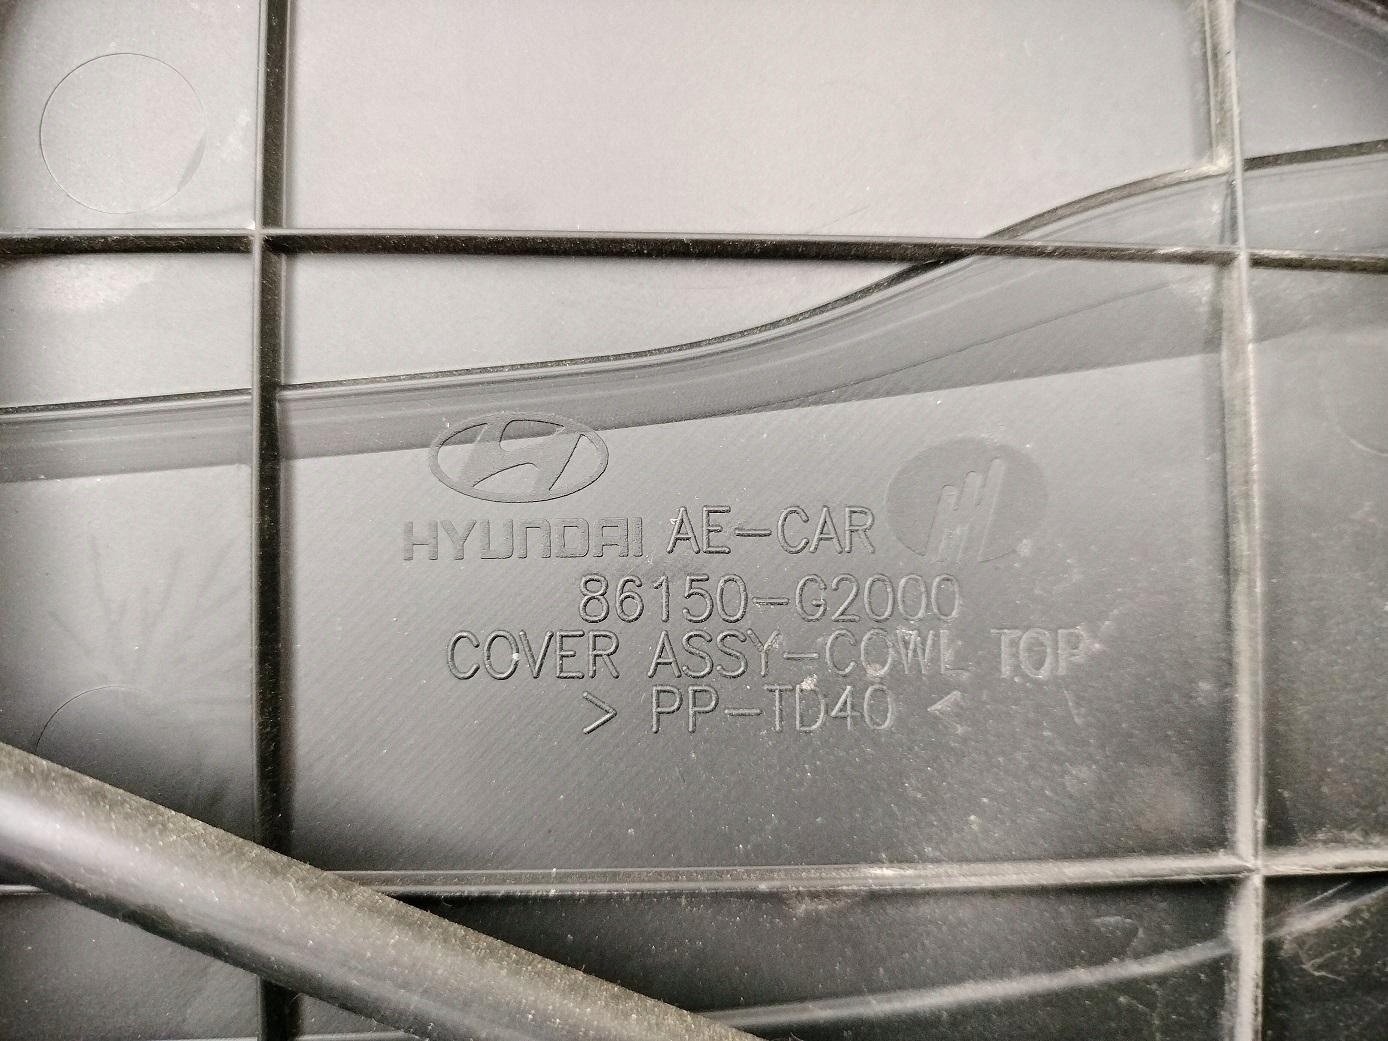 HYUNDAI AE-CAR
86150-G2000
COVER ASSY-COWL TOP
> PP-TD40 <